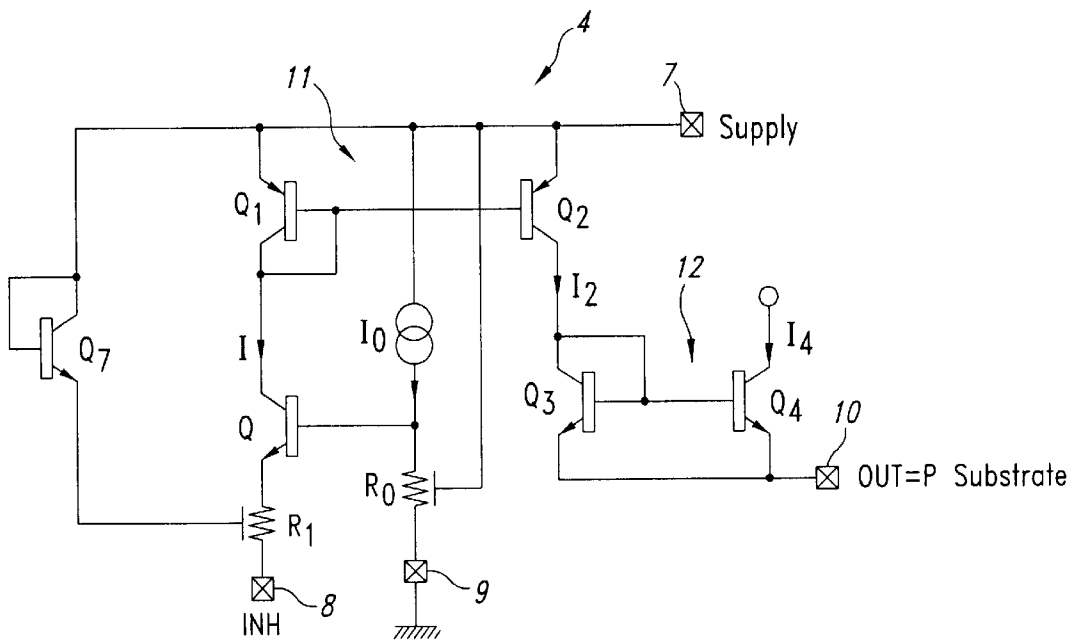 4
7
11
Supply
Q1
Q2
I2
12
I0
I4
Q7
I
Q3
Q4
Q
10
R0
OUT=P Substrate
R1
8
9
INH